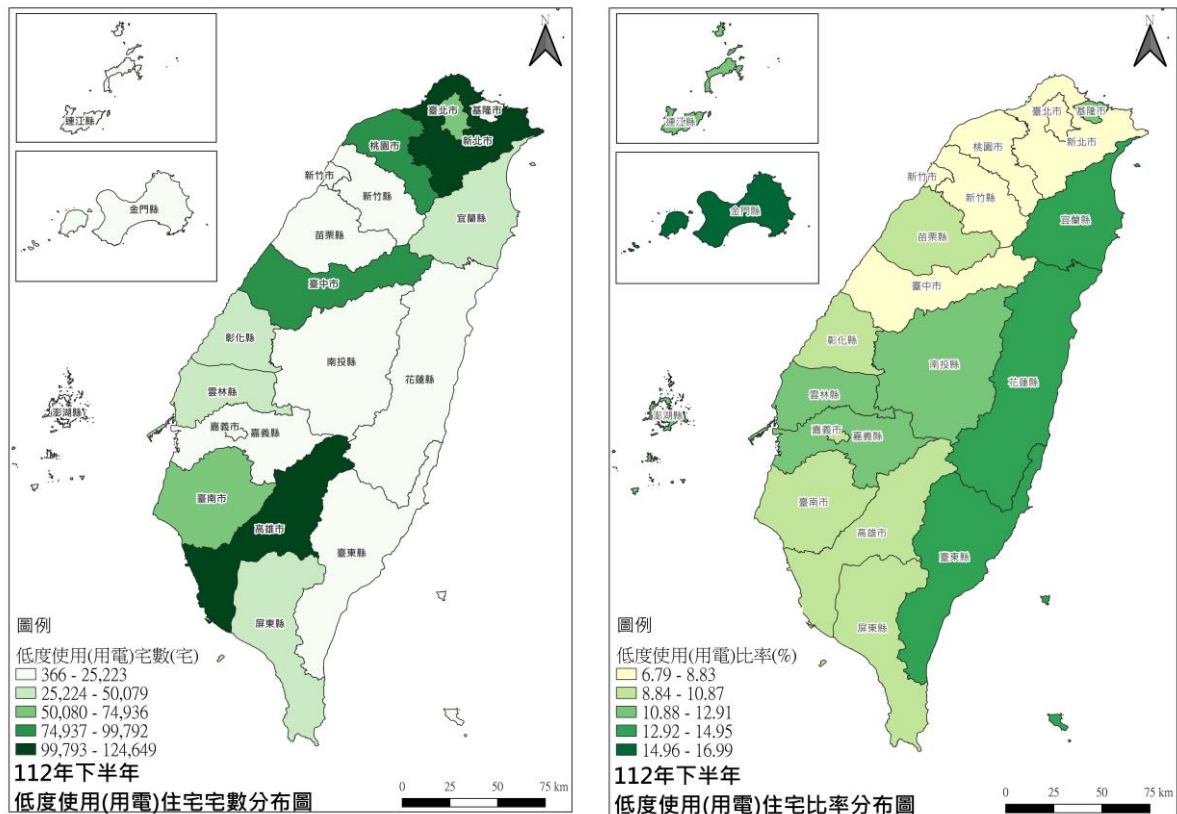 N
連江縣
金門縣
臺北市
基隆市
新北市
桃園市
新竹市
新竹縣
宜蘭縣
苗栗縣
臺中市
彰化縣
南投縣
花蓮縣
雲林縣
澎湖縣
嘉義市
嘉義縣
臺南市
高雄市
臺東縣
屏東縣
圖例
低度使用(用電)宅數(宅)
366 - 25,223
25,224 - 50,079
50,080 - 74,936
74,937 - 99,792
99,793 - 124,649
112年下半年
低度使用(用電)住宅宅數分布圖
0 25 50 75 km
N
連江縣
金門縣
臺北市
基隆市
新北市
桃園市
新竹市
新竹縣
宜蘭縣
苗栗縣
臺中市
彰化縣
南投縣
花蓮縣
雲林縣
澎湖縣
嘉義市
嘉義縣
臺南市
高雄市
臺東縣
屏東縣
圖例
低度使用(用電)比率(%)
6.79 - 8.83
8.84 - 10.87
10.88 - 12.91
12.92 - 14.95
14.96 - 16.99
112年下半年
低度使用(用電)住宅比率分布圖
0 25 50 75 km